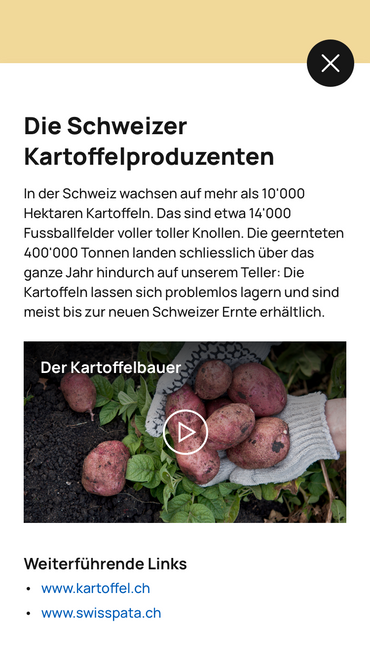 Die Schweizer
Kartoffelproduzenten
In der Schweiz wachsen auf mehr als 10'000
Hektaren Kartoffeln. Das sind etwa 14'000
Fussballfelder voller toller Knollen. Die geernteten
400'000 Tonnen landen schliesslich über das
ganze Jahr hindurch auf unserem Teller: Die
Kartoffeln lassen sich problemlos lagern und sind
meist bis zur neuen Schweizer Ernte erhältlich.
Der Kartoffelbauer
Weiterführende Links
• www.kartoffel.ch
• www.swisspata.ch